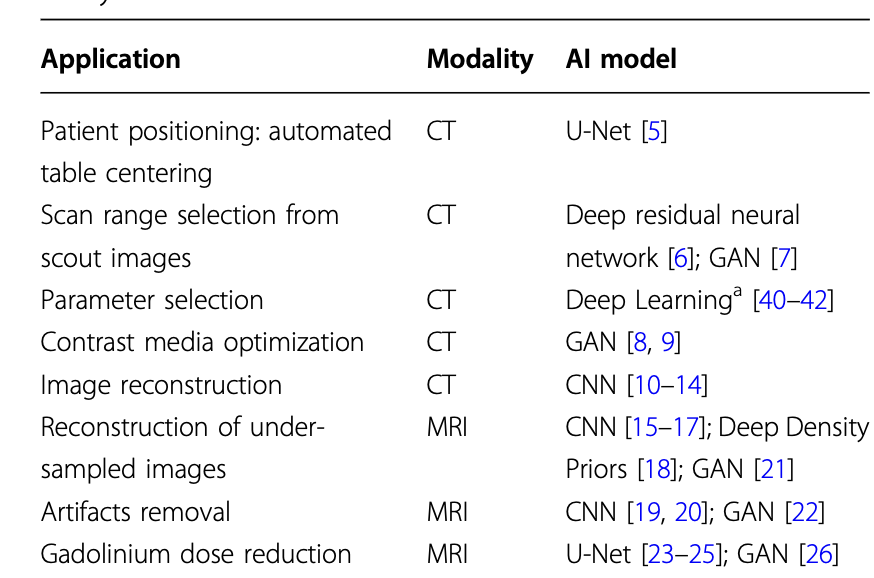 Application Modality AI model
Patient positioning: automated CT U-Net [5]
table centering
Scan range selection from CT Deep residual neural
scout images network [6]; GAN [7]
Parameter selection CT Deep Learningᵃ [40–42]
Contrast media optimization CT GAN [8, 9]
Image reconstruction CT CNN [10–14]
Reconstruction of under- MRI CNN [15–17]; Deep Density
sampled images Priors [18]; GAN [21]
Artifacts removal MRI CNN [19, 20]; GAN [22]
Gadolinium dose reduction MRI U-Net [23–25]; GAN [26]